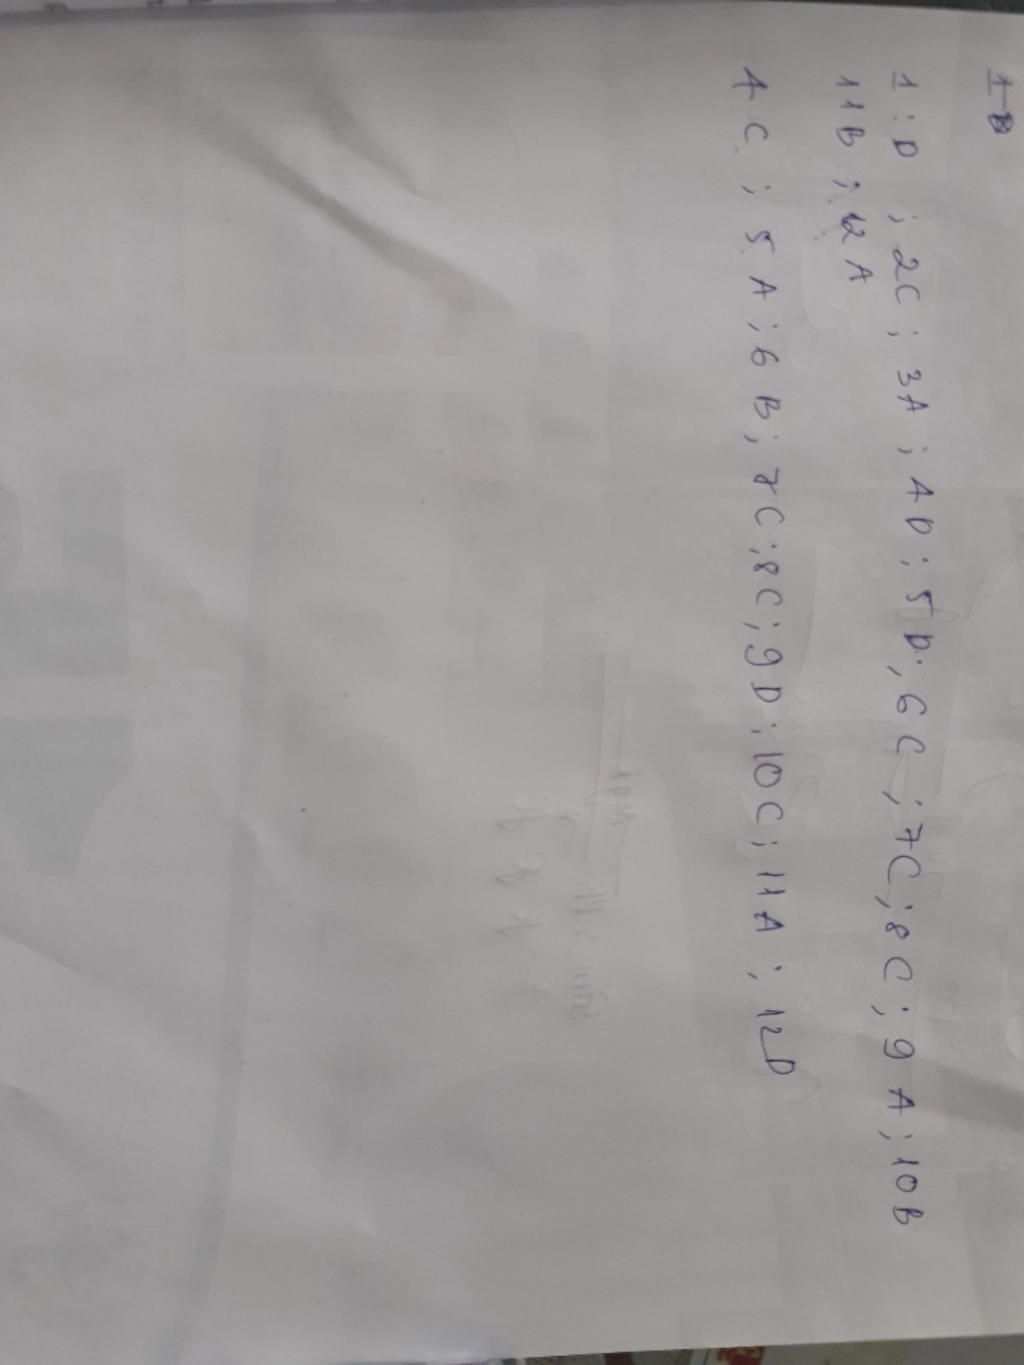 1 B
1 : D ; 2C ; 3A ; 4D ; 5D ; 6C ; 7C ; 8C ; 9A ; 10B
11B ; 12A
4C ; 5A ; 6B ; 7C ; 8C ; 9D ; 10C ; 11A ; 12D